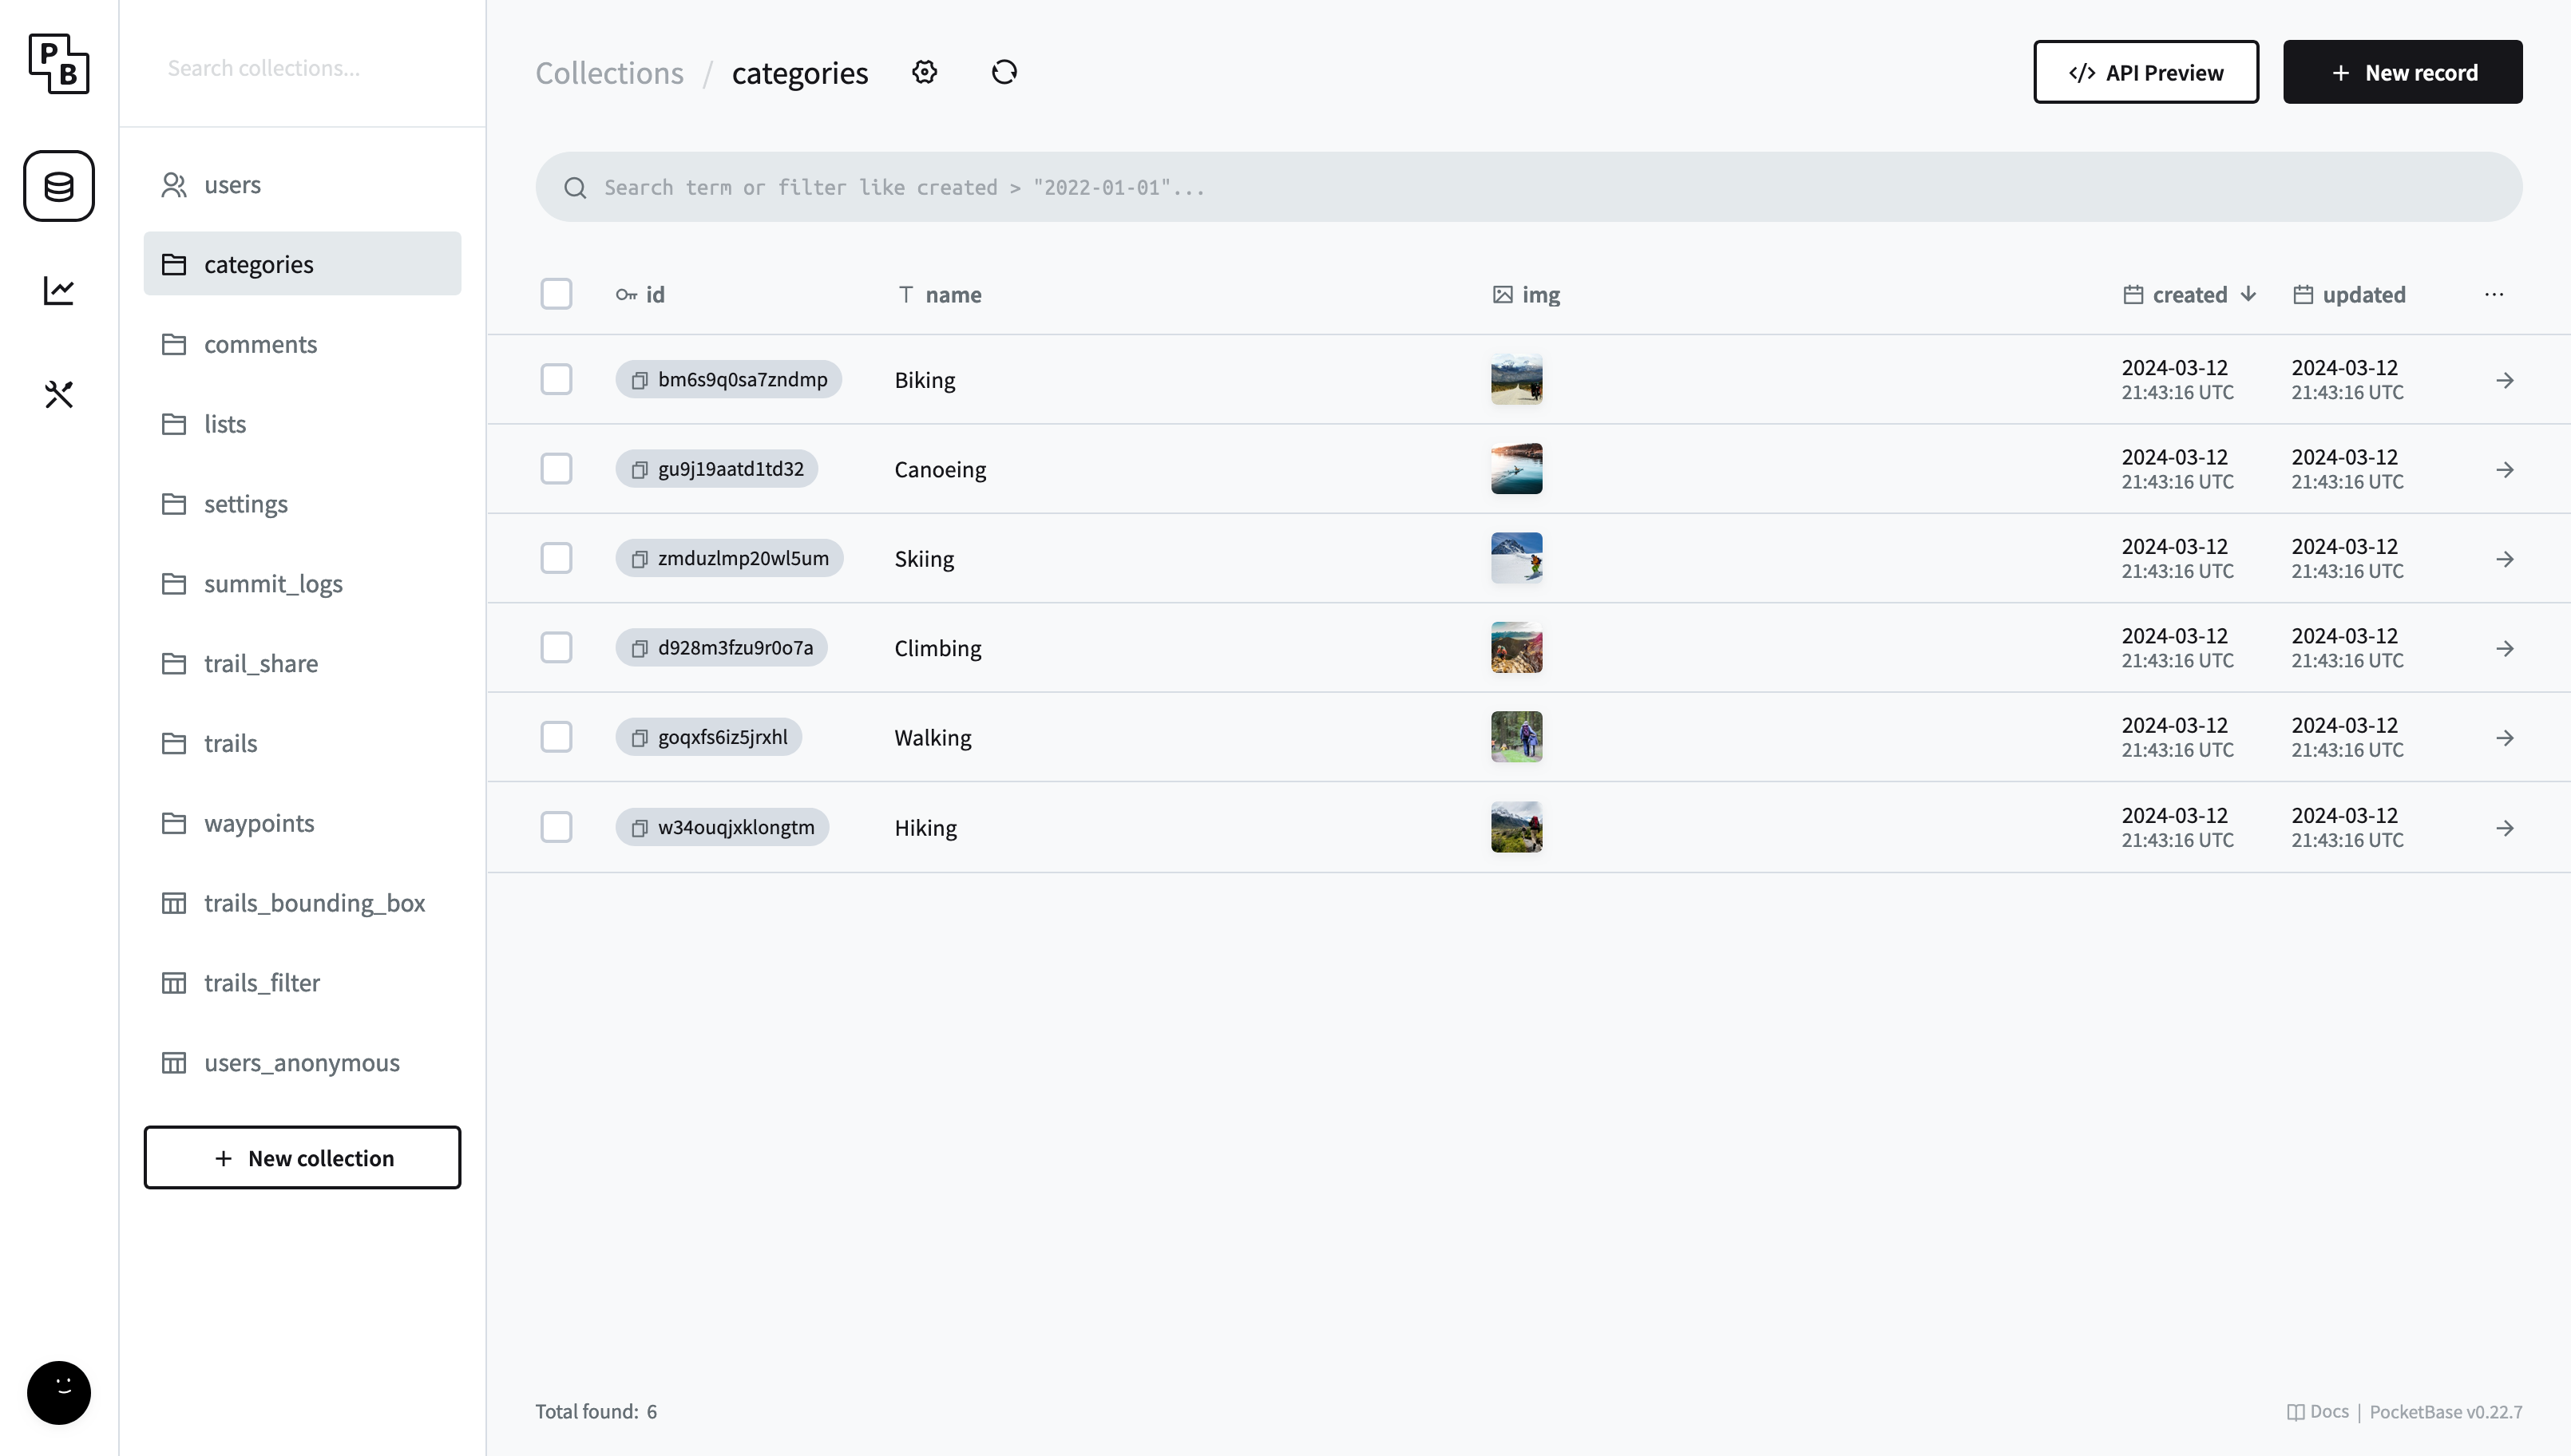 P
B
Search collections...
users
categories
comments
lists
settings
summit_logs
trail_share
trails
waypoints
trails_bounding_box
trails_filter
users_anonymous
+ New collection
Collections / categories
</> API Preview
+ New record
Search term or filter like created > "2022-01-01"...
id name img created updated ...
bm6s9q0sa7zndmp Biking 2024-03-12 2024-03-12
21:43:16 UTC 21:43:16 UTC
gu9j19aatd1td32 Canoeing 2024-03-12 2024-03-12
21:43:16 UTC 21:43:16 UTC
zmduzlmp20wl5um Skiing 2024-03-12 2024-03-12
21:43:16 UTC 21:43:16 UTC
d928m3fzu9r0o7a Climbing 2024-03-12 2024-03-12
21:43:16 UTC 21:43:16 UTC
goqxfs6iz5jrxhl Walking 2024-03-12 2024-03-12
21:43:16 UTC 21:43:16 UTC
w34ouqjxklongtm Hiking 2024-03-12 2024-03-12
21:43:16 UTC 21:43:16 UTC
Total found: 6
Docs | PocketBase v0.22.7